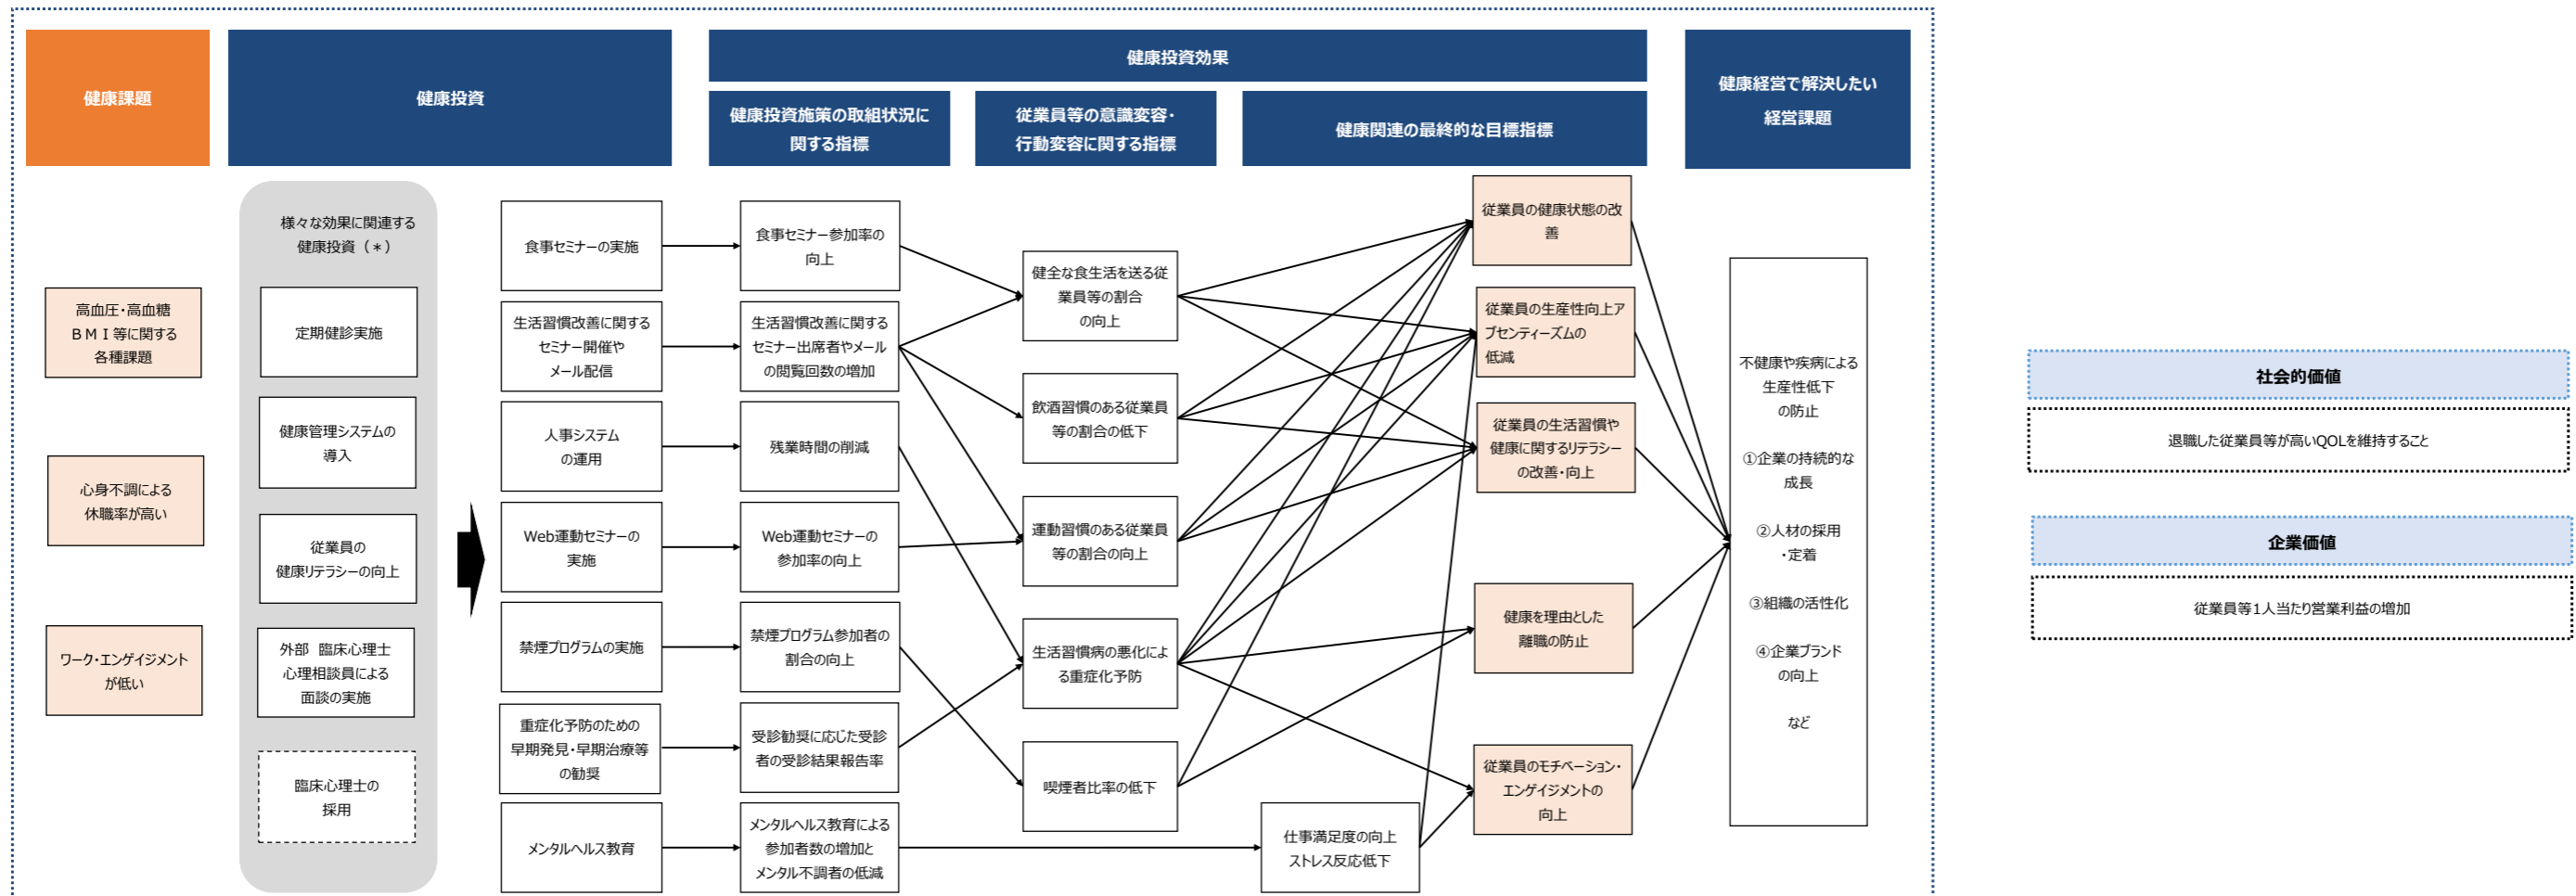 健康課題
健康投資
健康投資効果
健康投資施策の取組状況に
関する指標
従業員等の意識変容・
行動変容に関する指標
健康関連の最終的な目標指標
健康経営で解決したい
経営課題
高血圧・高血糖
ＢＭＩ等に関する
各種課題
心身不調による
休職率が高い
ワーク・エンゲイジメント
が低い
様々な効果に関連する
健康投資（＊）
定期健診実施
健康管理システムの
導入
従業員の
健康リテラシーの向上
外部 臨床心理士
心理相談員による
面談の実施
臨床心理士の
採用
食事セミナーの実施
生活習慣改善に関する
セミナー開催や
メール配信
人事システム
の運用
Web運動セミナーの
実施
禁煙プログラムの実施
重症化予防のための
早期発見・早期治療等
の勧奨
メンタルヘルス教育
食事セミナー参加率の
向上
生活習慣改善に関する
セミナー出席者やメール
の閲覧回数の増加
残業時間の削減
Web運動セミナーの
参加率の向上
禁煙プログラム参加者の
割合の向上
受診勧奨に応じた受診
者の受診結果報告率
メンタルヘルス教育による
参加者数の増加と
メンタル不調者の低減
健全な食生活を送る従
業員等の割合
の向上
飲酒習慣のある従業員
等の割合の低下
運動習慣のある従業員
等の割合の向上
生活習慣病の悪化によ
る重症化予防
喫煙者比率の低下
仕事満足度の向上
ストレス反応低下
従業員の健康状態の改
善
従業員の生産性向上ア
ブセンティーズムの
低減
従業員の生活習慣や
健康に関するリテラシー
の改善・向上
健康を理由とした
離職の防止
従業員のモチベーション・
エンゲイジメントの
向上
不健康や疾病による
生産性低下
の防止
①企業の持続的な
成長
②人材の採用
・定着
③組織の活性化
④企業ブランド
の向上
など
社会的価値
退職した従業員等が高いQOLを維持すること
企業価値
従業員等1人当たり営業利益の増加